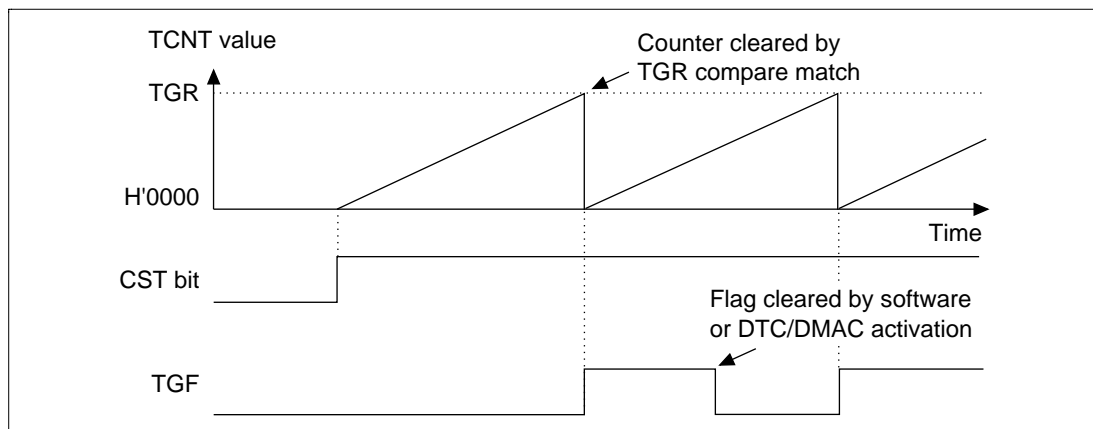 TCNT value
Counter cleared by
TGR compare match
TGR
H'0000
Time
CST bit
Flag cleared by software
or DTC/DMAC activation
TGF